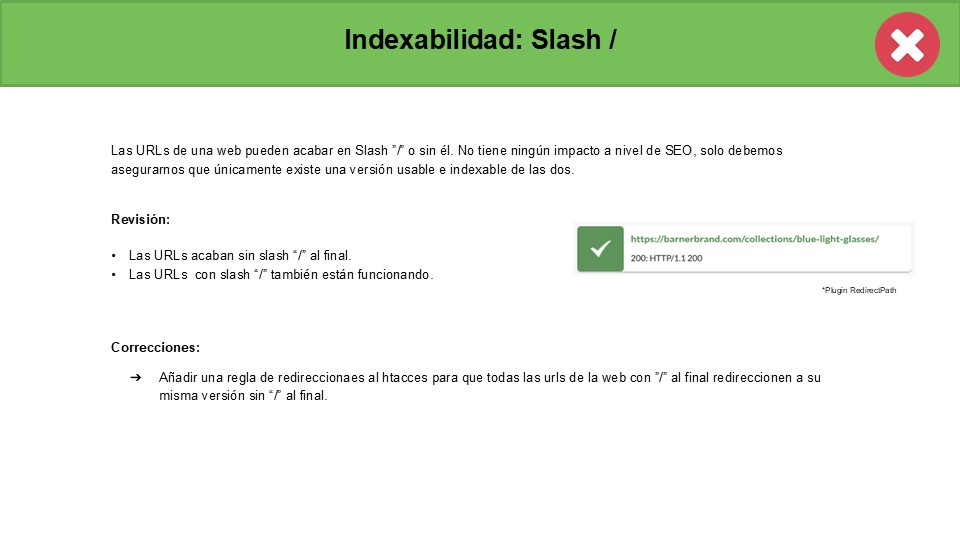 Indexabilidad: Slash /
Las URLs de una web pueden acabar en Slash ”/” o sin él. No tiene ningún impacto a nivel de SEO, solo debemos
asegurarnos que únicamente existe una versión usable e indexable de las dos.
Revisión:
• Las URLs acaban sin slash “/” al final.
• Las URLs con slash “/” también están funcionando.
https://barnerbrand.com/collections/blue-light-glasses/
200: HTTP/1.1 200
*Plugin RedirectPath
Correcciones:
➔ Añadir una regla de redireccionaes al htacces para que todas las urls de la web con ”/” al final redireccionen a su
misma versión sin “/” al final.